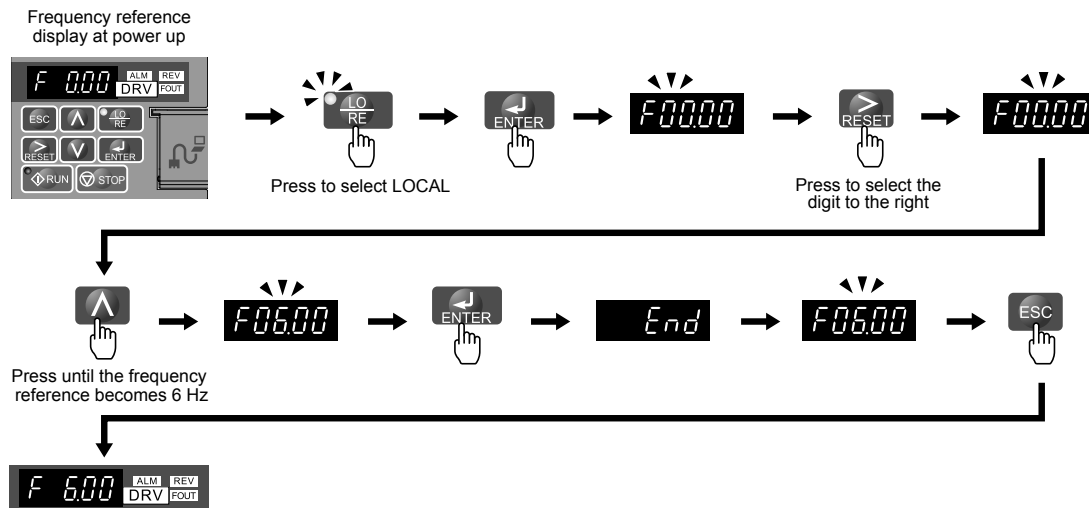 Frequency reference
display at power up
F 0.00 ALM REV
DRV FOUT
ESC LO
RE
RESET ENTER
RUN STOP
LO
RE
Press to select LOCAL
ENTER
F00.00
RESET
Press to select the
digit to the right
F00.00
Press until the frequency
reference becomes 6 Hz
F06.00
ENTER
End
F06.00
ESC
F 6.00 ALM REV
DRV FOUT